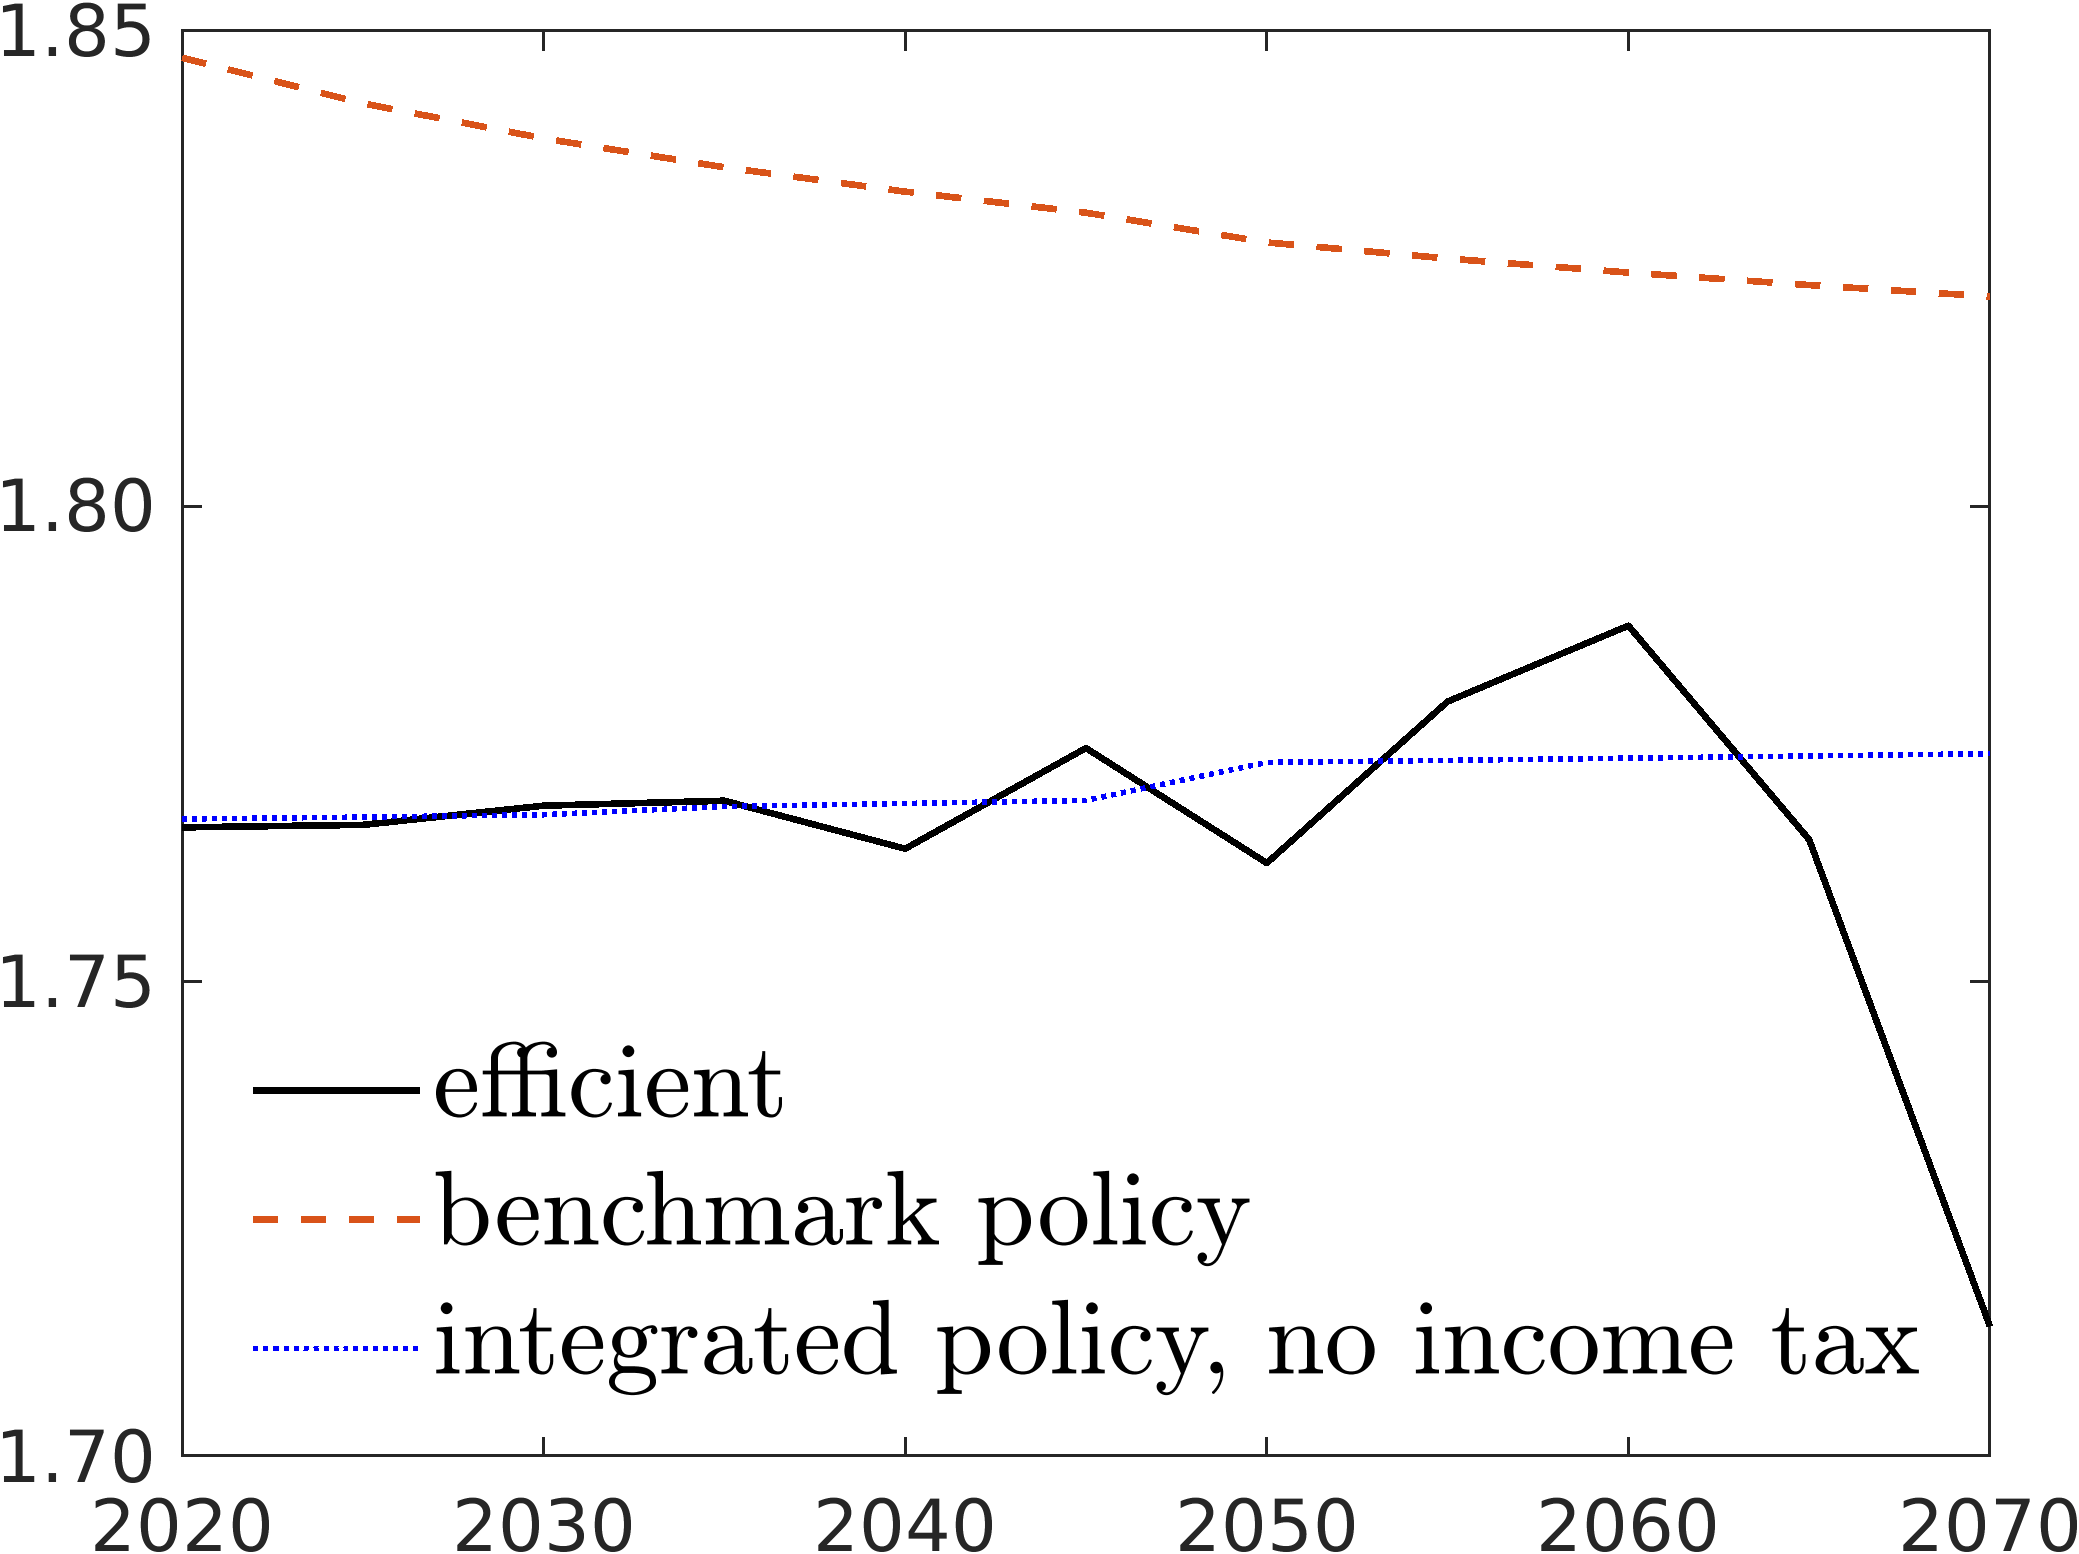 1.85
1.80
1.75
1.70
efficient
benchmark policy
integrated policy, no income tax
2020 2030 2040 2050 2060 2070